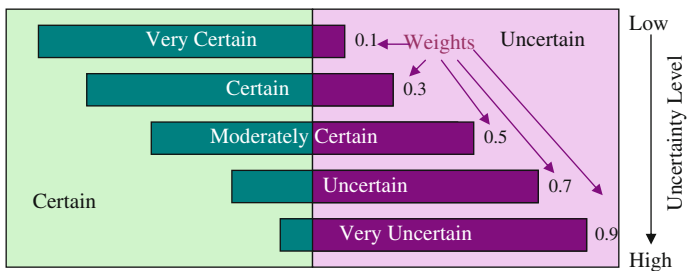 Very Certain
0.1
Weights
Uncertain
Low
Certain
0.3
Moderately Certain
0.5
Uncertain
0.7
Certain
Very Uncertain
0.9
High
Uncertainty Level